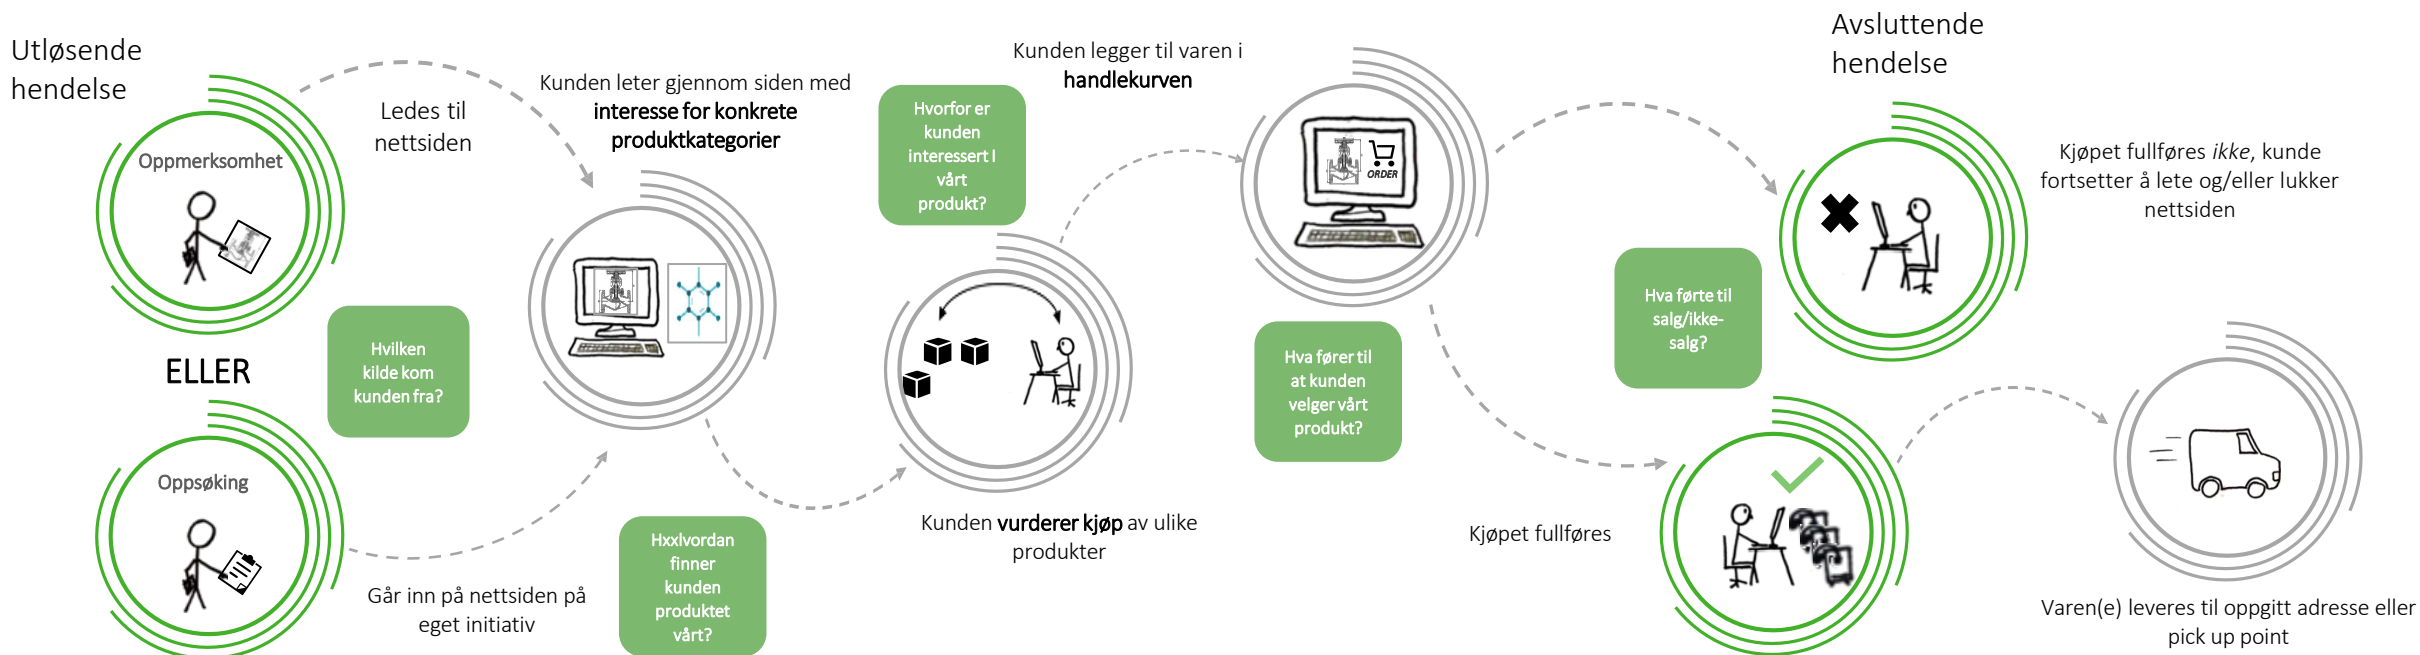 Utløsende
hendelse
Oppmerksomhet
ELLER
Oppsøking
Ledes til
nettsiden
Hvilken
kilde kom
kunden fra?
Går inn på nettsiden på
eget initiativ
Kunden leter gjennom siden med
interesse for konkrete
produktkategorier
Hxxlvordan
finner
kunden
produktet
vårt?
Hvorfor er
kunden
interessert I
vårt
produkt?
Kunden vurderer kjøp av ulike
produkter
Kunden legger til varen i
handlekurven
ORDER
Hva fører til
at kunden
velger vårt
produkt?
Avsluttende
hendelse
Kjøpet fullføres ikke, kunde
fortsetter å lete og/eller lukker
nettsiden
Hva førte til
salg/ikke-
salg?
Kjøpet fullføres
Varen(e) leveres til oppgitt adresse eller
pick up point